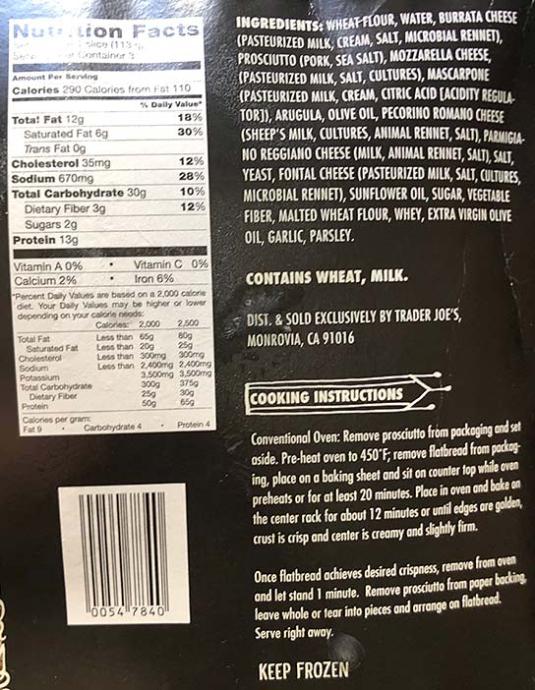 Nutrition Facts
slice (113
Container 3
Amount Per Serving
Calories 290 Calories from Fat 110
% Daily Value*
Total Fat 12g 18%
Saturated Fat 6g 30%
Trans Fat 0g
Cholesterol 35mg 12%
Sodium 670mg 28%
Total Carbohydrate 30g 10%
Dietary Fiber 3g 12%
Sugars 2g
Protein 13g
Vitamin A 0% • Vitamin C 0%
Calcium 2% • Iron 6%
*Percent Daily Values are based on a 2,000 calorie
diet. Your Daily Values may be higher or lower
depending on your calorie needs:
Calories: 2,000 2,500
Total Fat Less than 65g 80g
Saturated Fat Less than 20g 25g
Cholesterol Less than 300mg 300mg
Sodium Less than 2,400mg 2,400mg
Potassium 3,500mg 3,500mg
Total Carbohydrate 300g 375g
Dietary Fiber 25g 30g
Protein 50g 65g
Calories per gram:
Fat 9 • Carbohydrate 4 • Protein 4
0054 7840
INGREDIENTS: WHEAT FLOUR, WATER, BURRATA CHEESE
(PASTEURIZED MILK, CREAM, SALT, MICROBIAL RENNET),
PROSCIUTTO (PORK, SEA SALT), MOZZARELLA CHEESE,
(PASTEURIZED MILK, SALT, CULTURES), MASCARPONE
(PASTEURIZED MILK, CREAM, CITRIC ACID [ACIDITY REGULA-
TOR]), ARUGULA, OLIVE OIL, PECORINO ROMANO CHEESE
(SHEEP'S MILK, CULTURES, ANIMAL RENNET, SALT), PARMIGIA-
NO REGGIANO CHEESE (MILK, ANIMAL RENNET, SALT), SALT,
YEAST, FONTAL CHEESE (PASTEURIZED MILK, SALT, CULTURES,
MICROBIAL RENNET), SUNFLOWER OIL, SUGAR, VEGETABLE
FIBER, MALTED WHEAT FLOUR, WHEY, EXTRA VIRGIN OLIVE
OIL, GARLIC, PARSLEY.
CONTAINS WHEAT, MILK.
DIST. & SOLD EXCLUSIVELY BY TRADER JOE'S,
MONROVIA, CA 91016
COOKING INSTRUCTIONS
Conventional Oven: Remove prosciutto from packaging and set
aside. Pre-heat oven to 450°F; remove flatbread from packag-
ing, place on a baking sheet and sit on counter top while oven
preheats or for at least 20 minutes. Place in oven and bake on
the center rack for about 12 minutes or until edges are golden,
crust is crisp and center is creamy and slightly firm.
Once flatbread achieves desired crispness, remove from oven
and let stand 1 minute. Remove prosciutto from paper backing,
leave whole or tear into pieces and arrange on flatbread.
Serve right away.
KEEP FROZEN